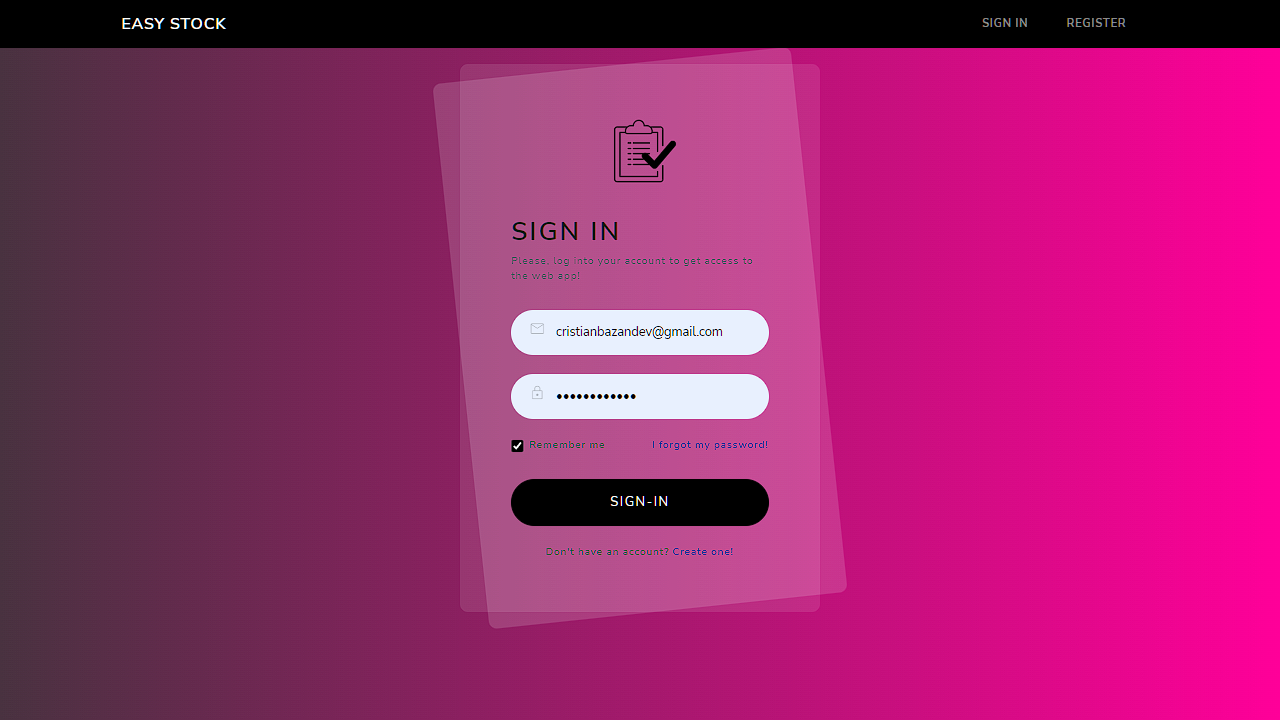 EASY STOCK
SIGN IN
REGISTER
SIGN IN
Please, log into your account to get access to
the web app!
cristianbazandev@gmail.com
••••••••••••
Remember me
I forgot my password!
SIGN-IN
Don't have an account? Create one!